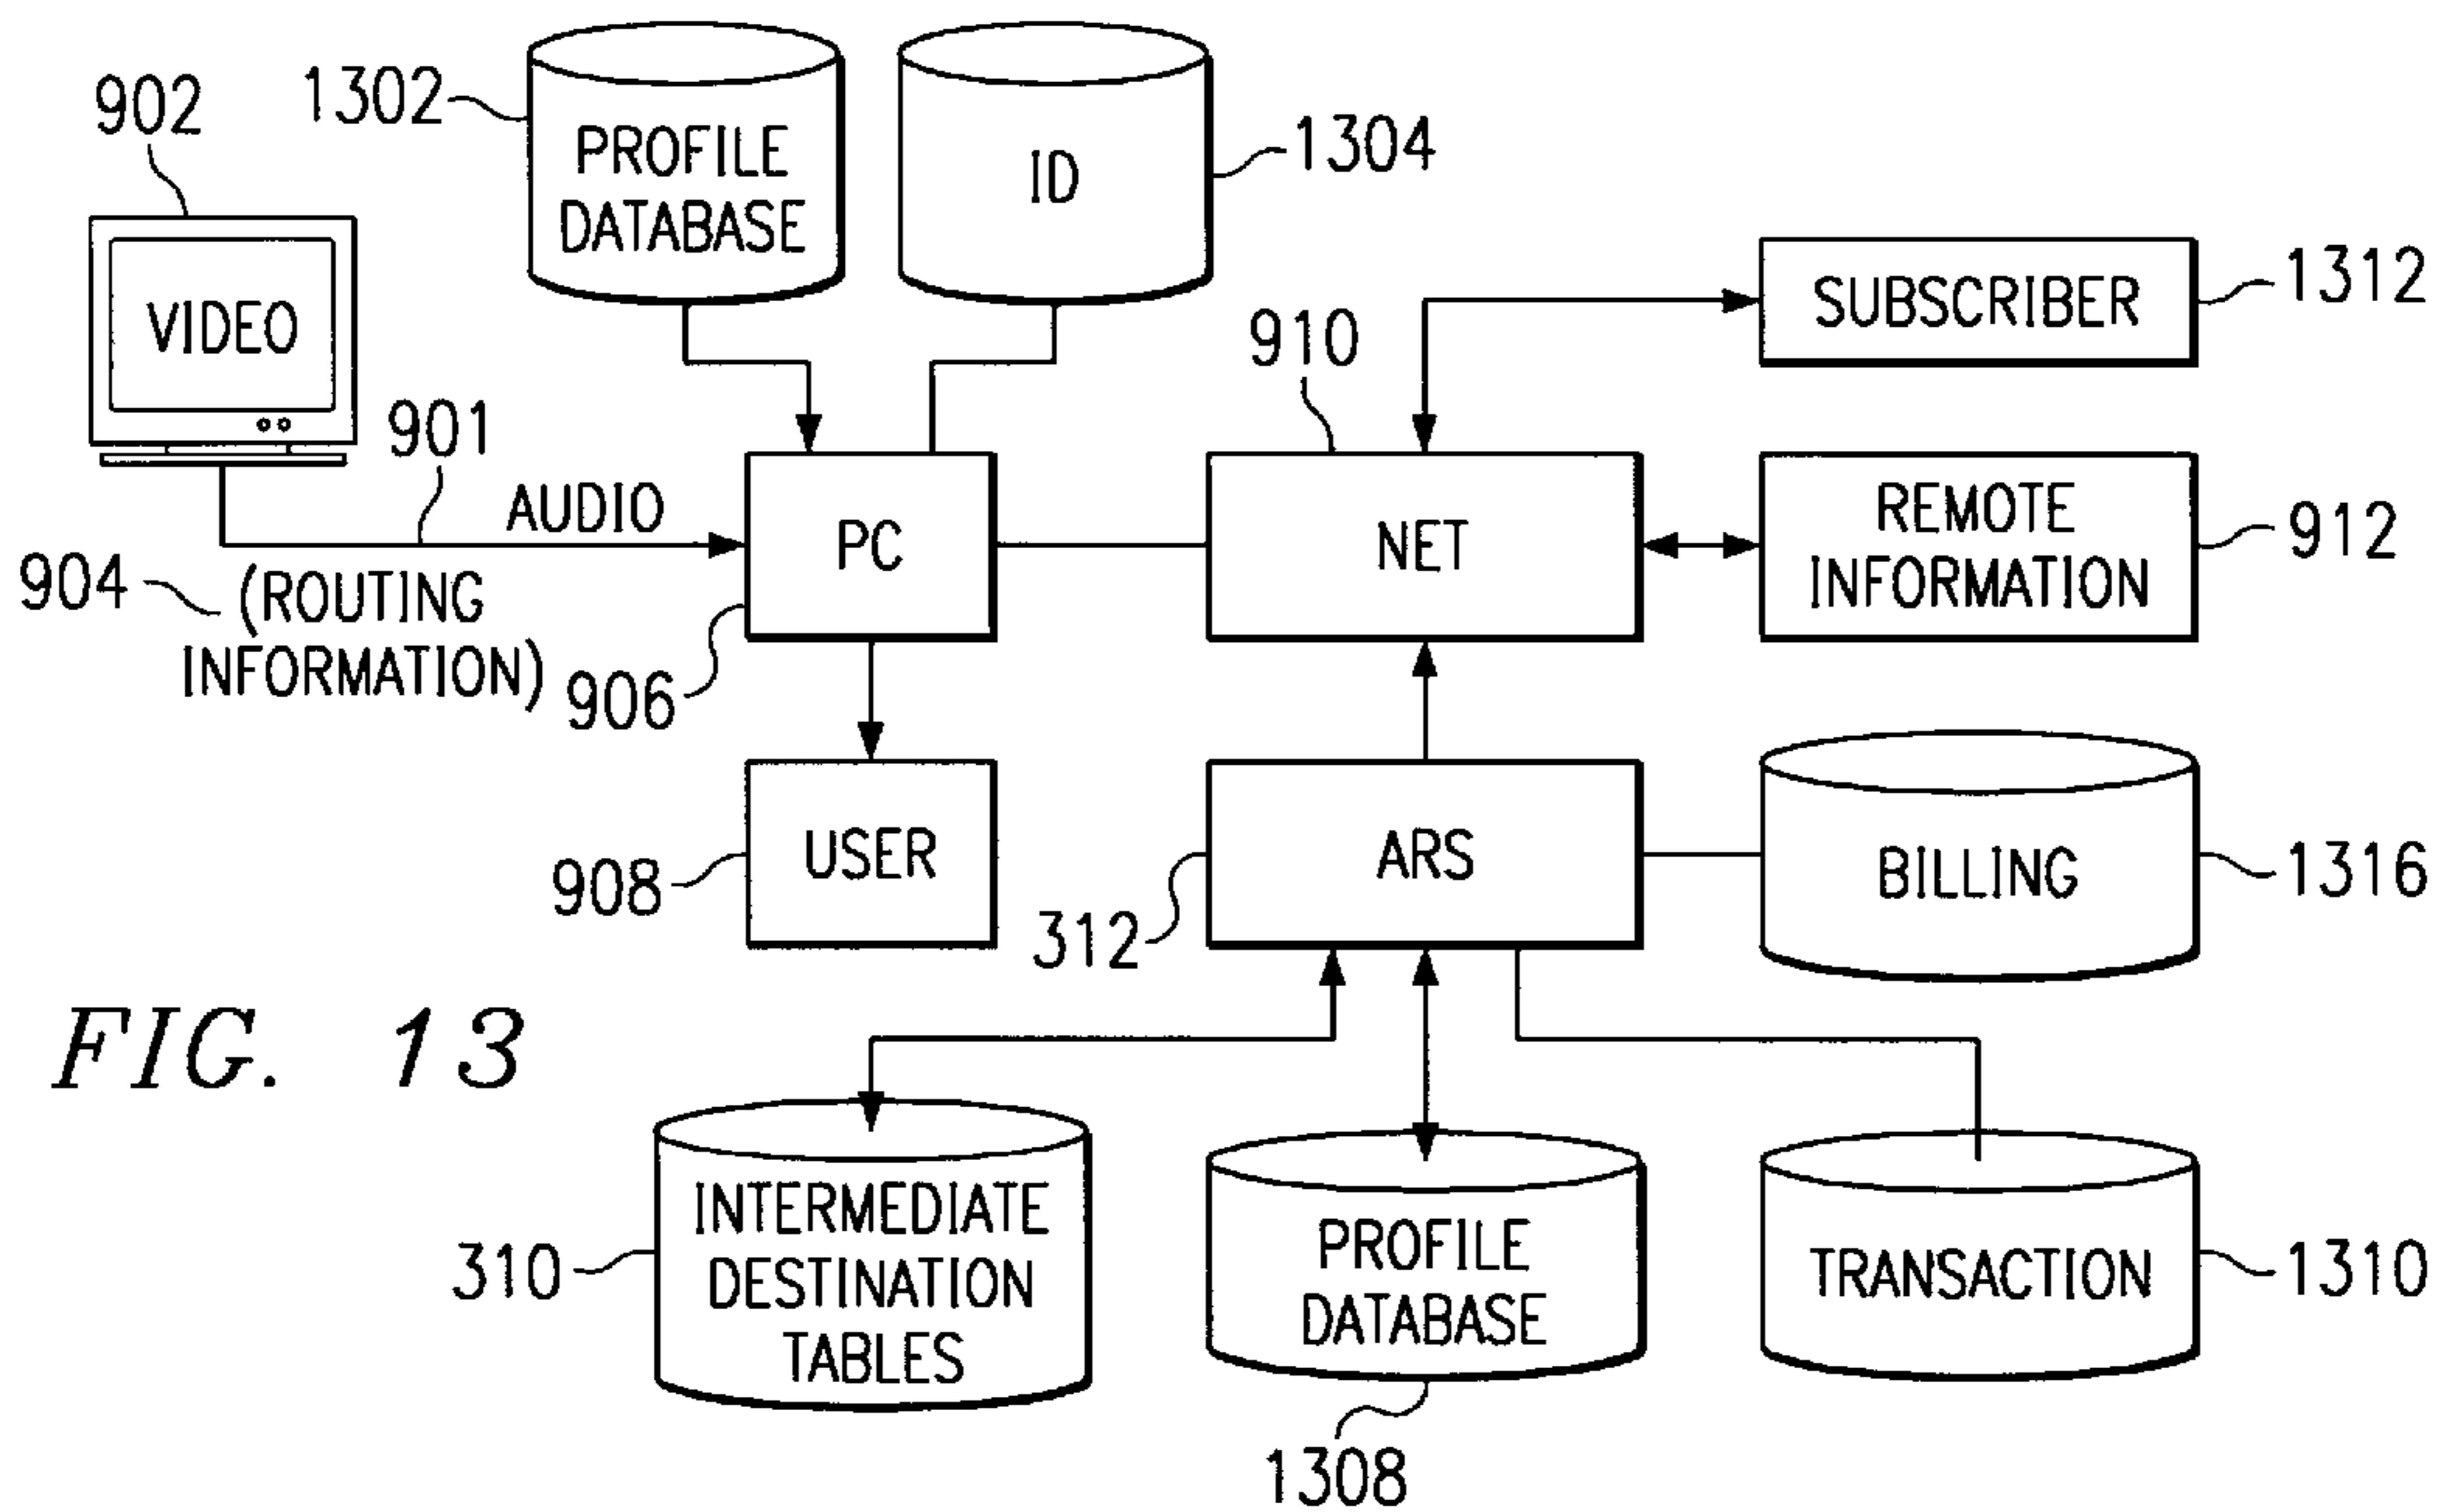 902
1302
PROFILE
DATABASE
ID
1304
VIDEO
SUBSCRIBER
1312
910
901
AUDIO
PC
NET
REMOTE
INFORMATION
912
904
(ROUTING
INFORMATION)
906
USER
908
ARS
312
BILLING
1316
FIG. 13
INTERMEDIATE
DESTINATION
TABLES
310
PROFILE
DATABASE
1308
TRANSACTION
1310